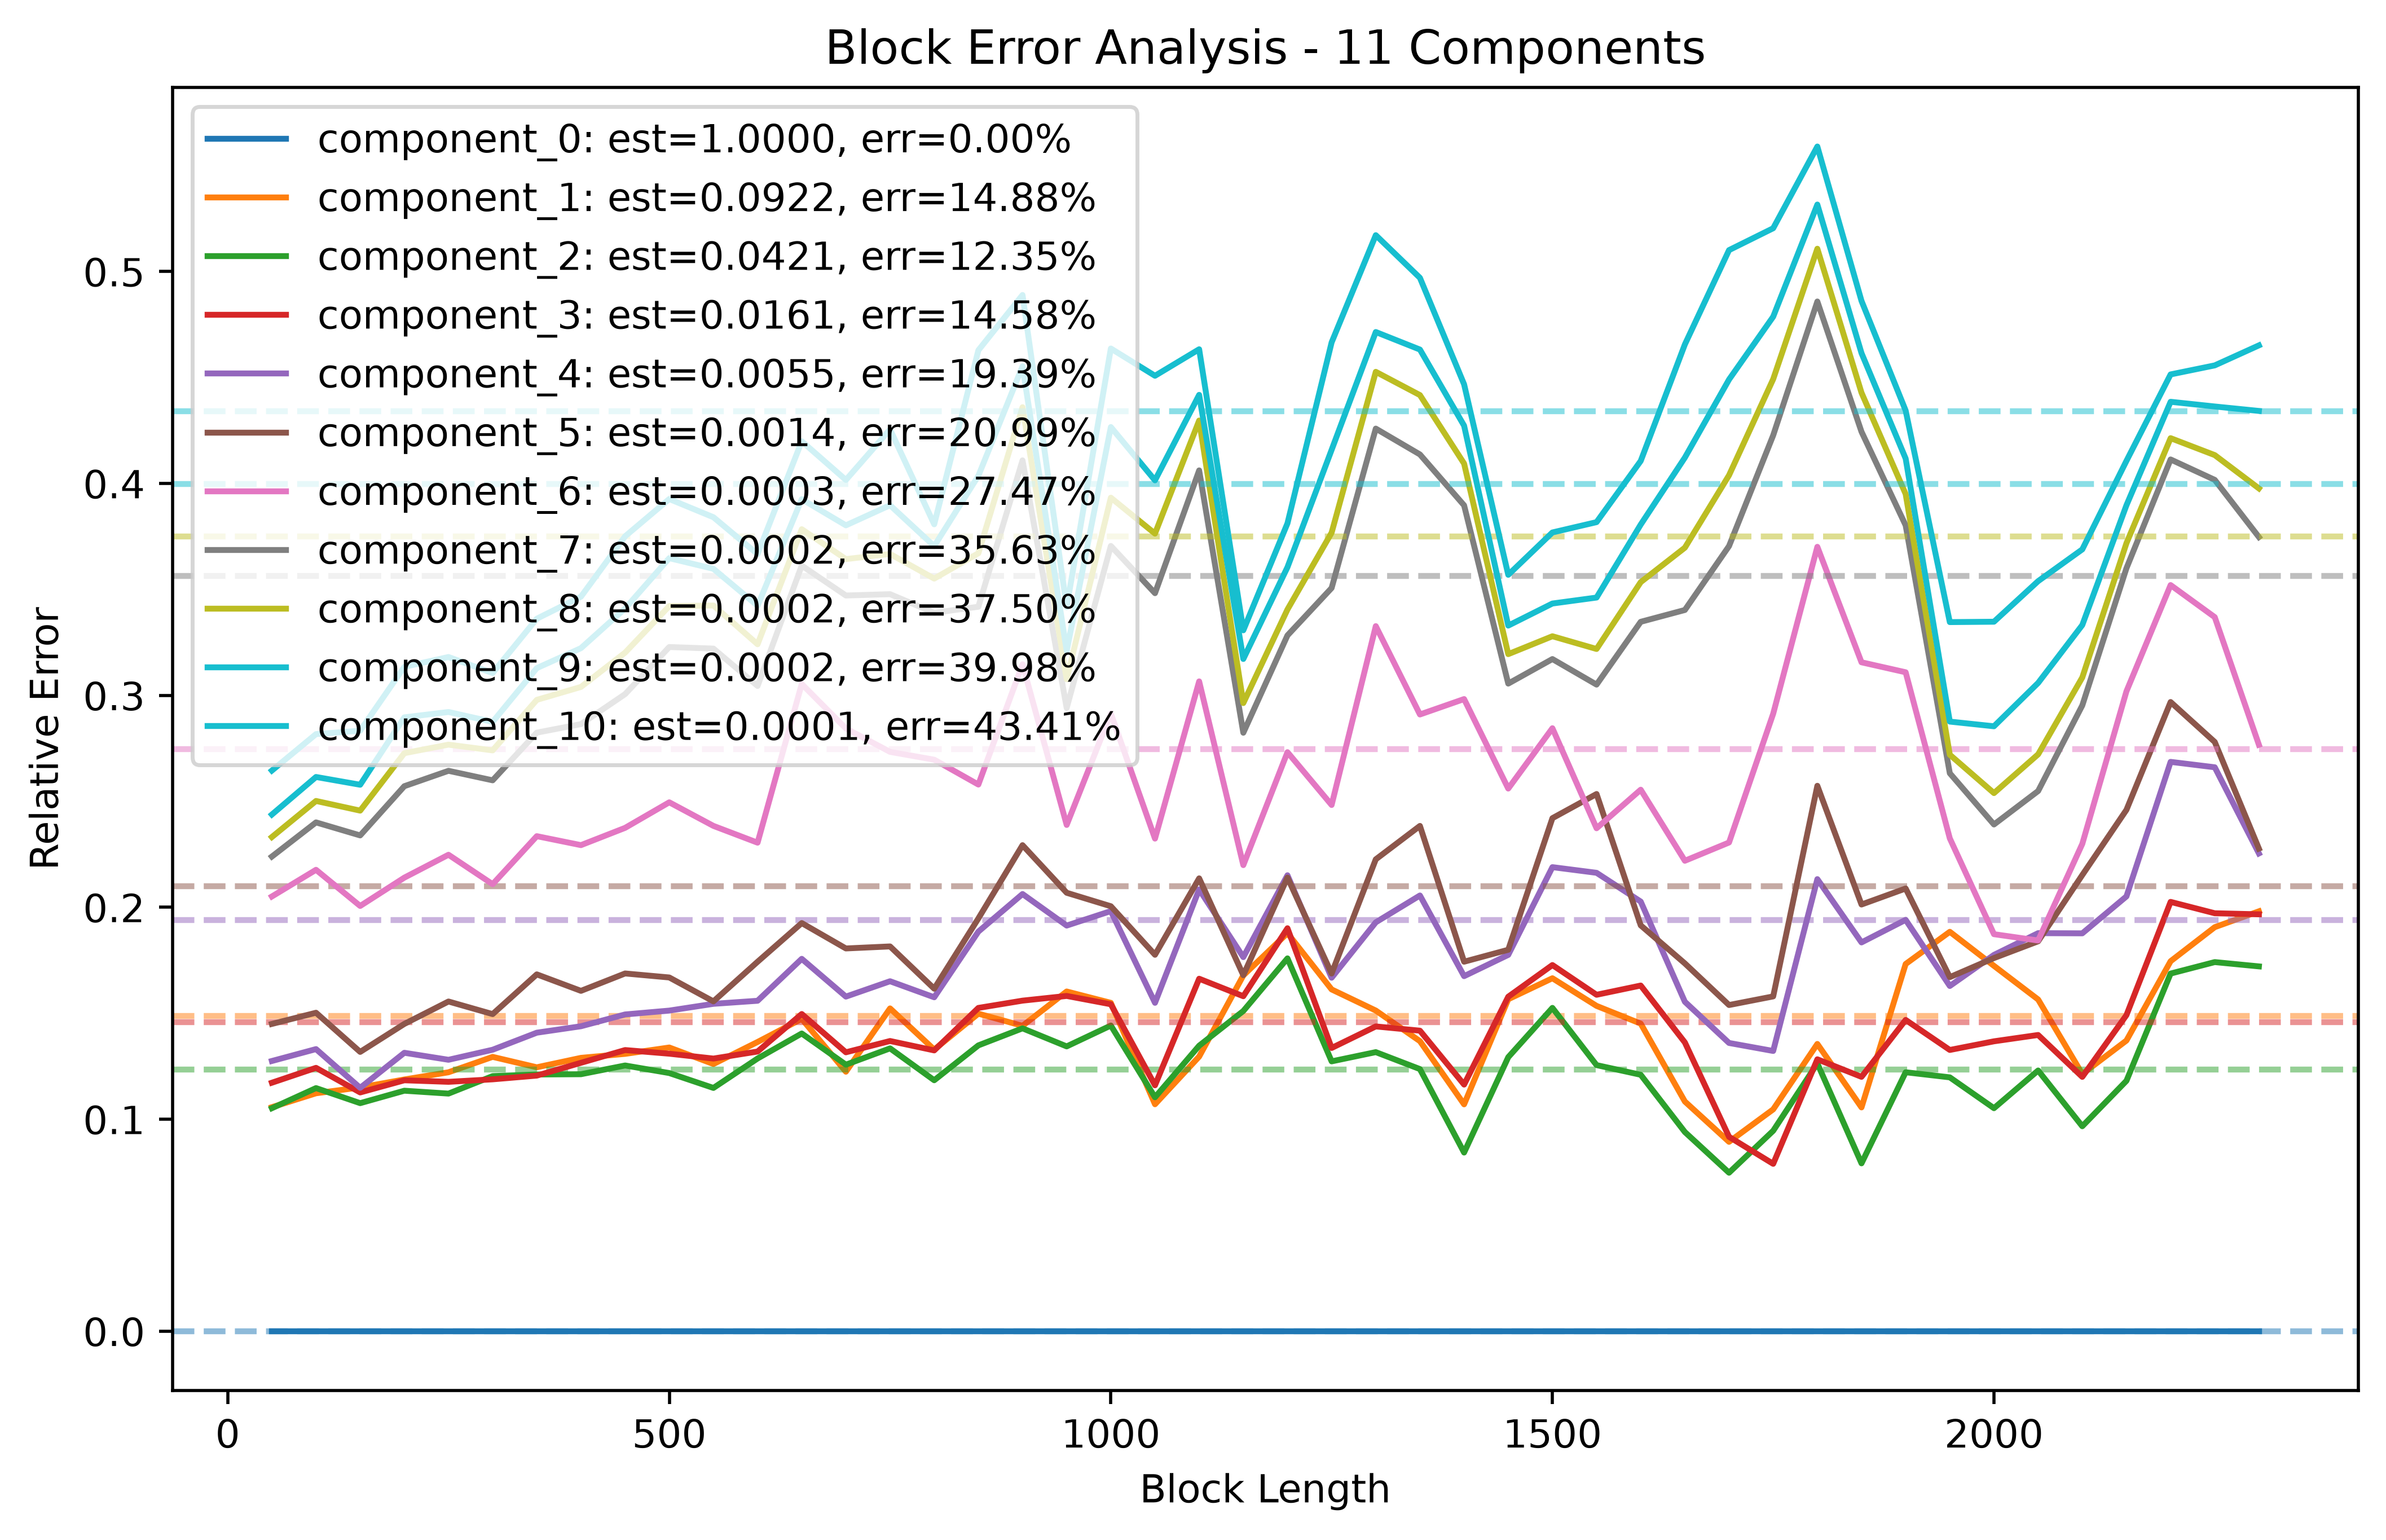 Block Error Analysis - 11 Components
component_0: est=1.0000, err=0.00%
component_1: est=0.0922, err=14.88%
component_2: est=0.0421, err=12.35%
component_3: est=0.0161, err=14.58%
component_4: est=0.0055, err=19.39%
component_5: est=0.0014, err=20.99%
component_6: est=0.0003, err=27.47%
component_7: est=0.0002, err=35.63%
component_8: est=0.0002, err=37.50%
component_9: est=0.0002, err=39.98%
component_10: est=0.0001, err=43.41%
Relative Error
0.5
0.4
0.3
0.2
0.1
0.0
0 500 1000 1500 2000
Block Length